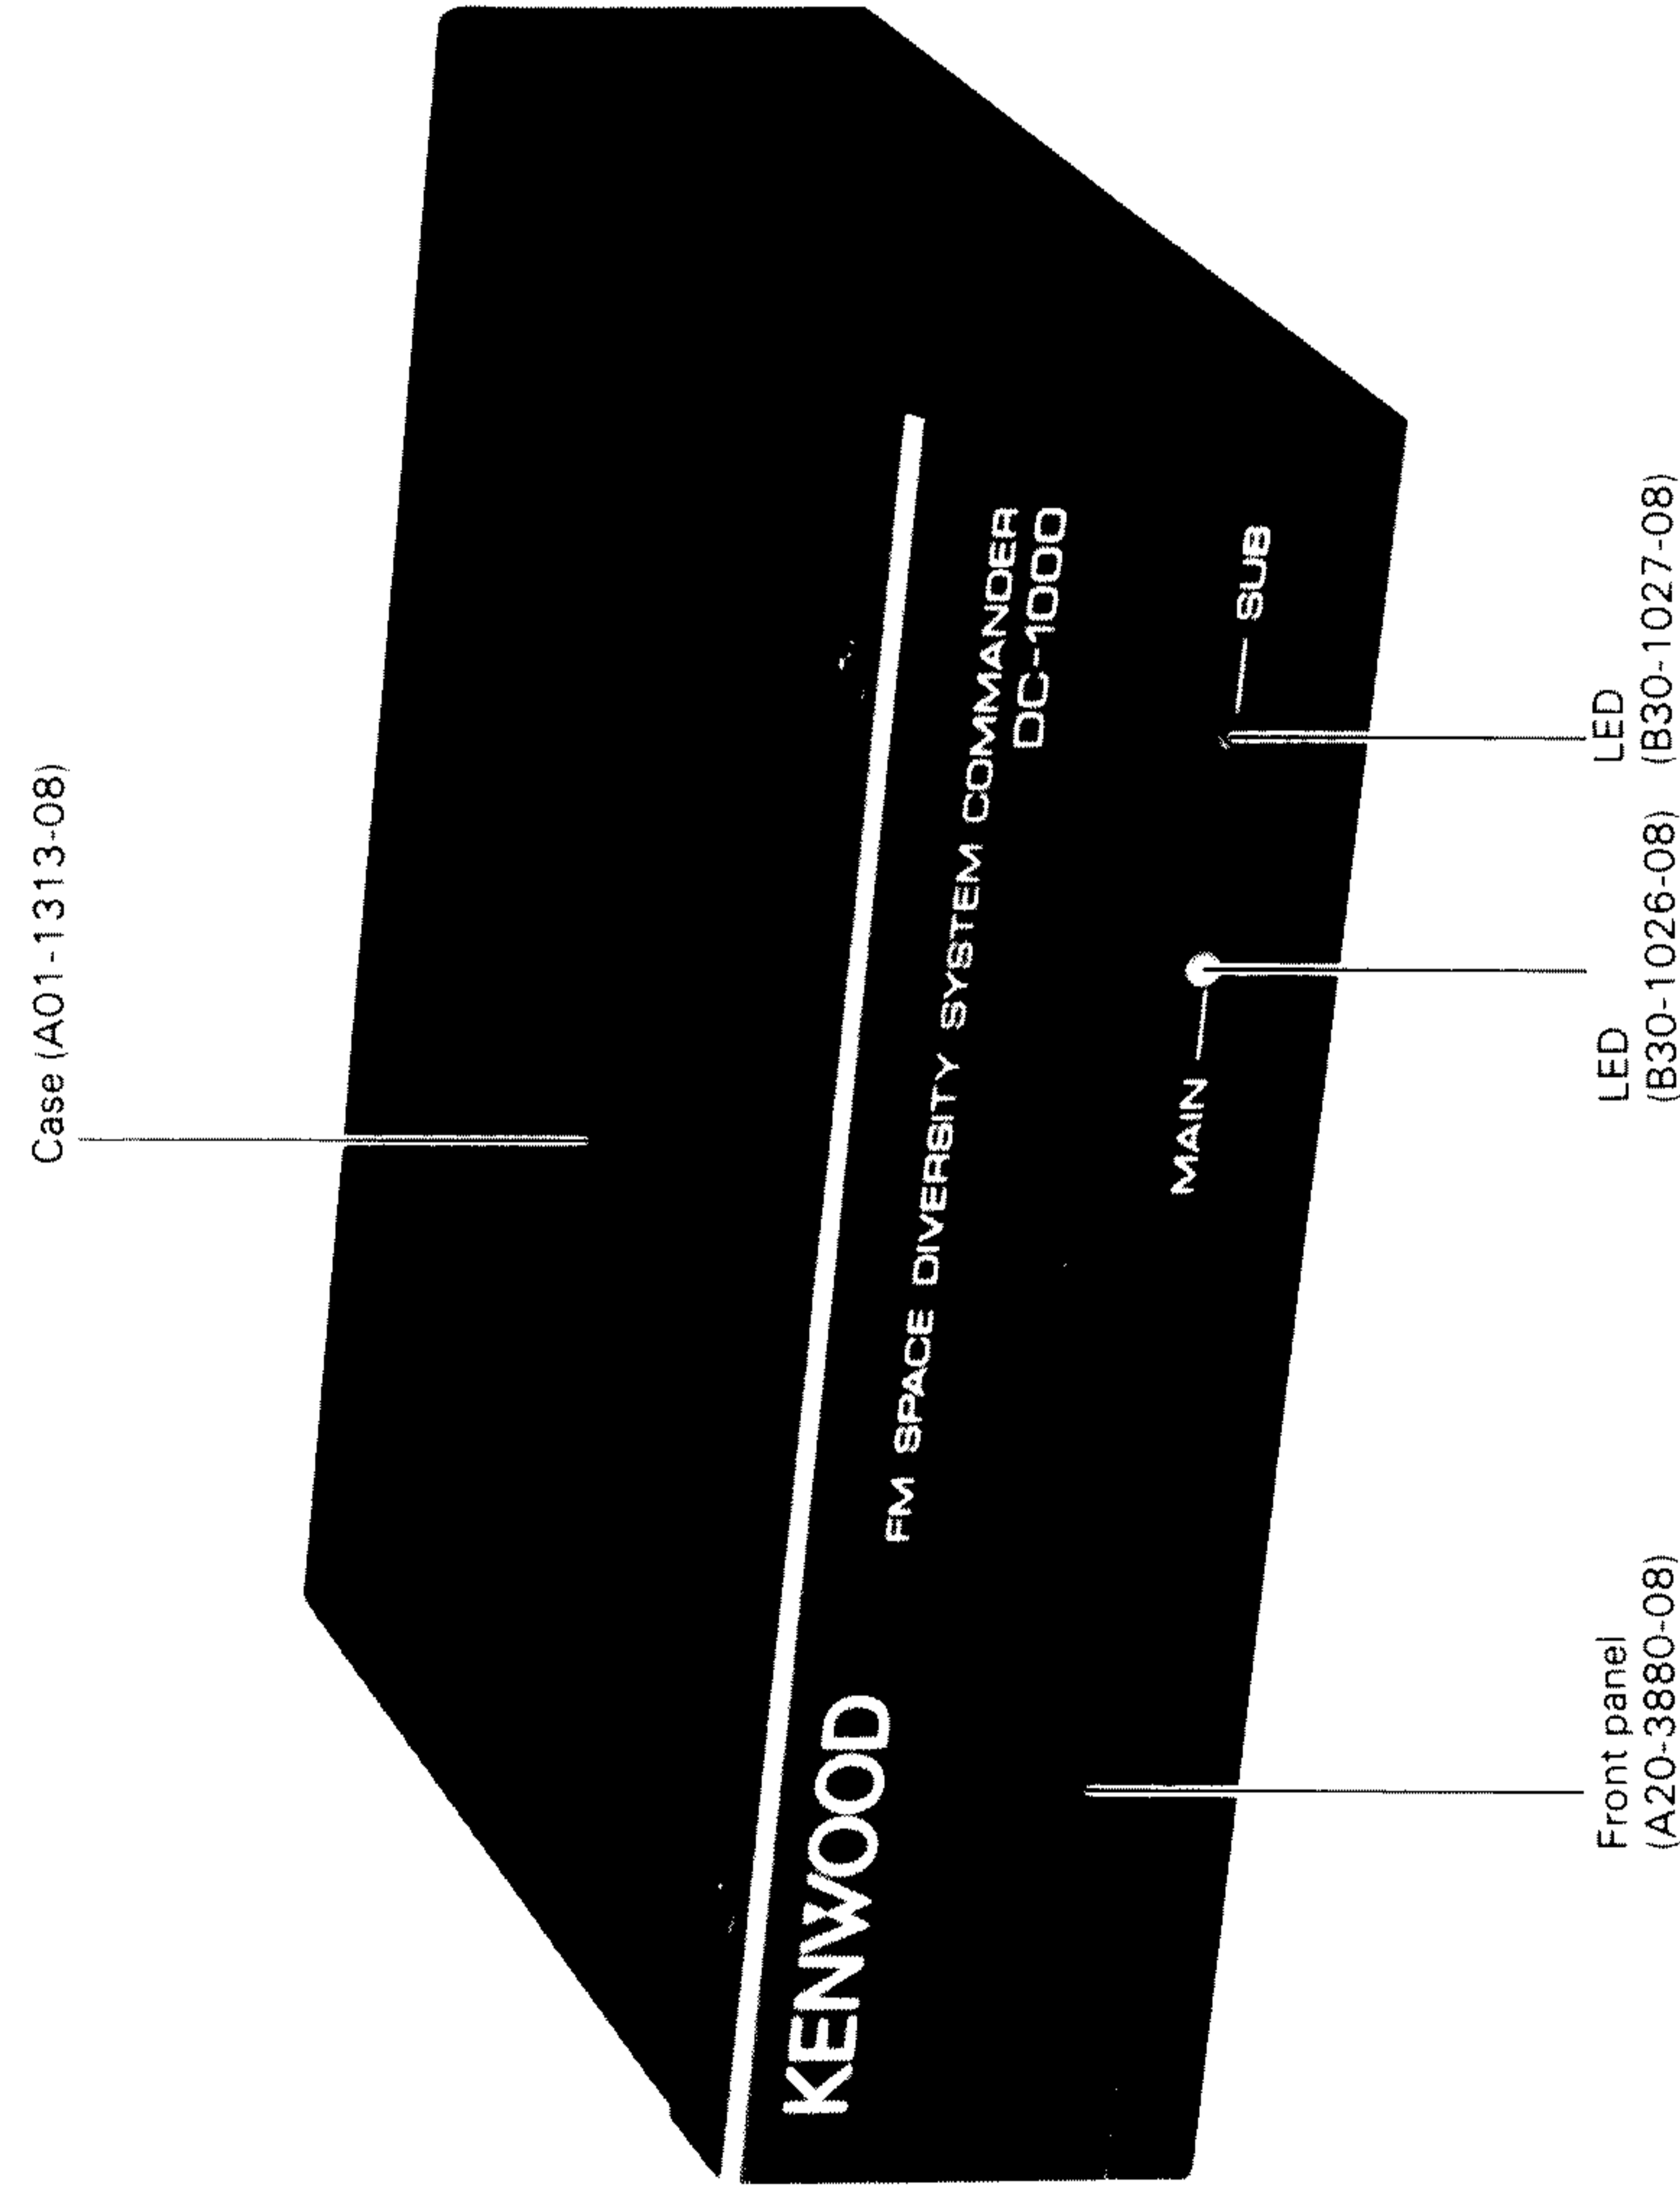 Case (A01-1313-08)
KENWOOD
FM SPACE DIVERSITY SYSTEM COMMANDER
DC-1000
MAIN
SUB
Front panel
(A20-3880-08)
LED
(B30-1026-08)
LED
(B30-1027-08)